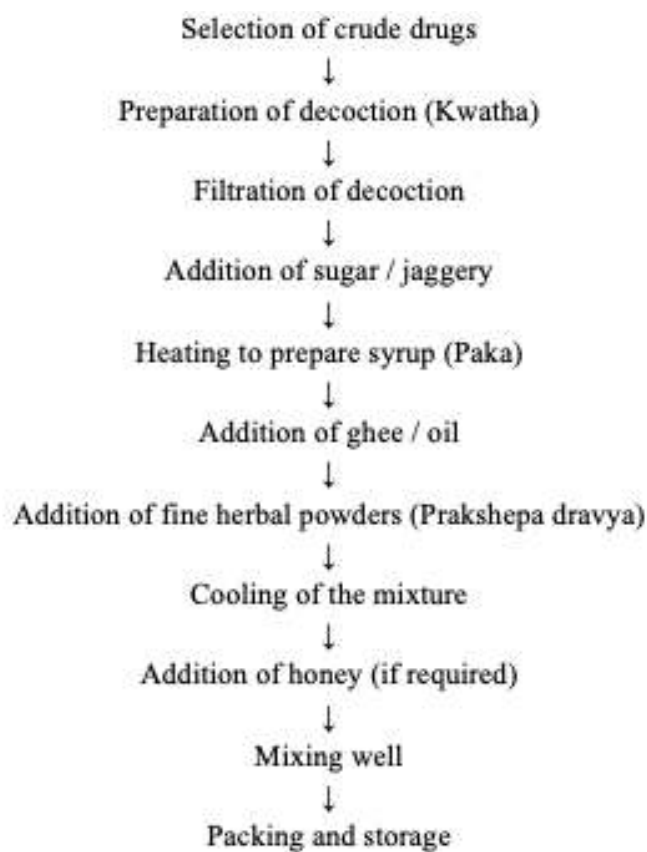 Selection of crude drugs
↓
Preparation of decoction (Kwatha)
↓
Filtration of decoction
↓
Addition of sugar / jaggery
↓
Heating to prepare syrup (Paka)
↓
Addition of ghee / oil
↓
Addition of fine herbal powders (Prakshepa dravya)
↓
Cooling of the mixture
↓
Addition of honey (if required)
↓
Mixing well
↓
Packing and storage